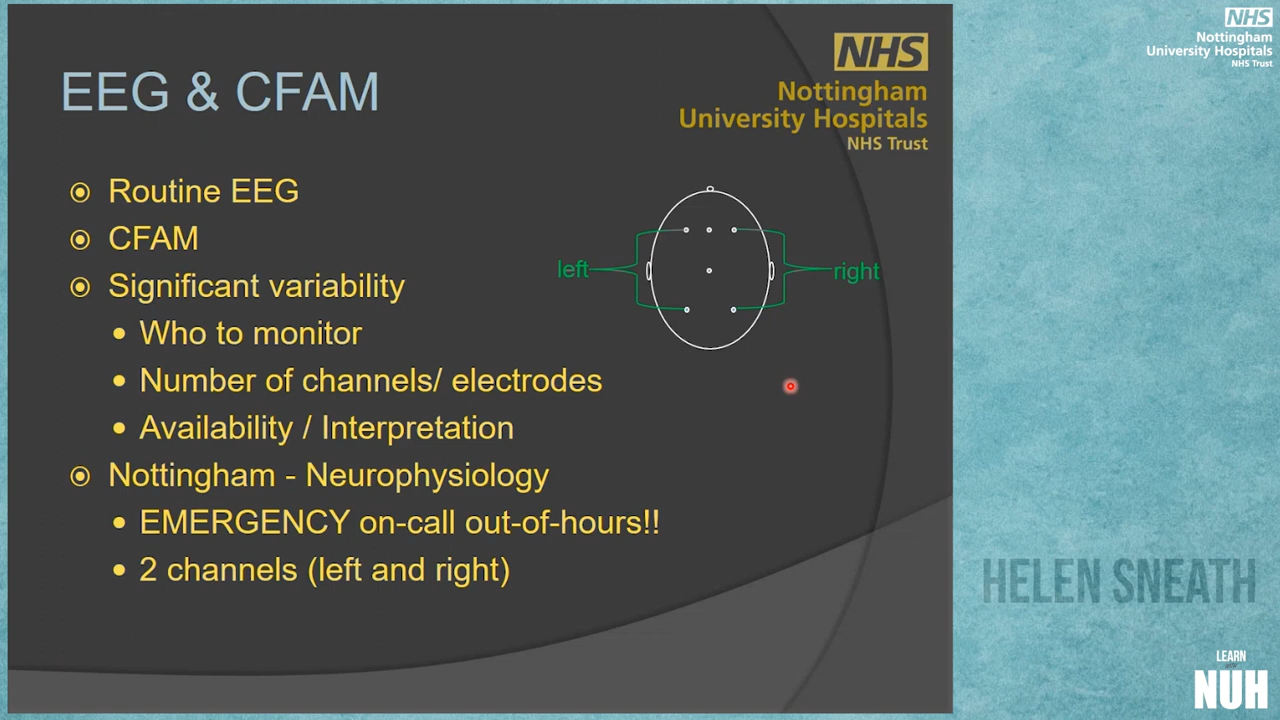 EEG & CFAM
NHS
Nottingham
University Hospitals
NHS Trust
Routine EEG
CFAM
Significant variability
Who to monitor
Number of channels/ electrodes
Availability / Interpretation
Nottingham - Neurophysiology
EMERGENCY on-call out-of-hours!!
2 channels (left and right)
left
right
NHS
Nottingham
University Hospitals
NHS Trust
HELEN SNEATH
LEARN
NUH